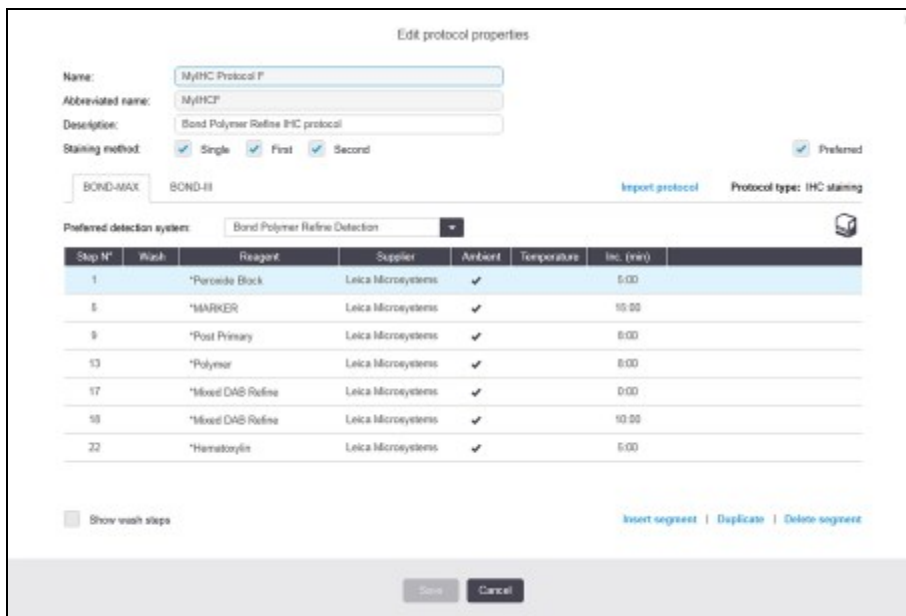 Edit protocol properties
Name: MyIHC Protocol F
Abbreviated name: MyIHCF
Description: Bond Polymer Refine IHC protocol
Staining method: Single First Second Preferred
BOND-MAX BOND-III Import protocol Protocol type: IHC staining
Preferred detection system: Bond Polymer Refine Detection
Step N° Wash Reagent Supplier Ambient Temperature Inc. (min)
1 *Peroxide Block Leica Microsystems 5:00
5 *MARKER Leica Microsystems 15:00
9 *Post Primary Leica Microsystems 8:00
13 *Polymer Leica Microsystems 8:00
17 *Mixed DAB Refine Leica Microsystems 0:00
18 *Mixed DAB Refine Leica Microsystems 10:00
22 *Hematoxylin Leica Microsystems 5:00
Show wash steps Insert segment | Duplicate | Delete segment
Save Cancel